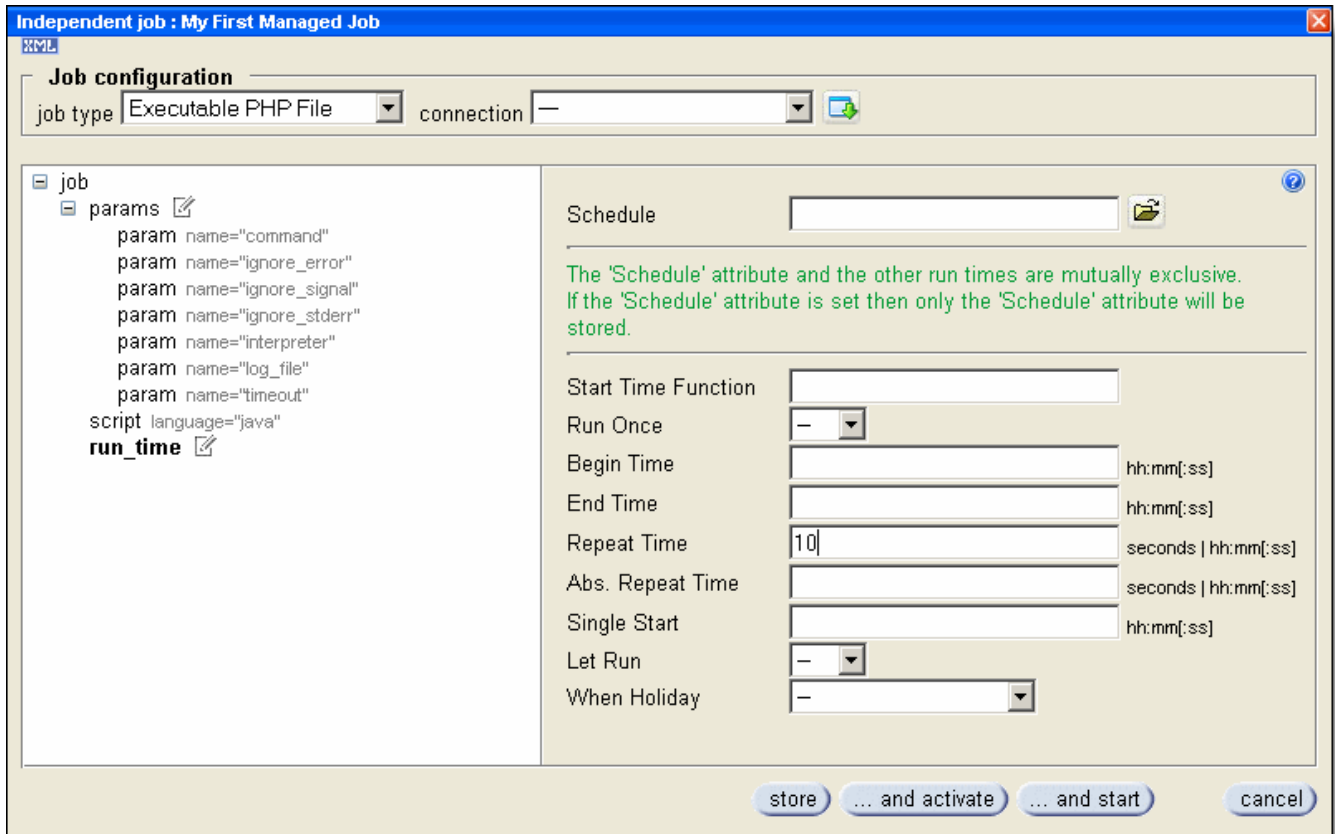 Independent job : My First Managed Job
XML
Job configuration
job type Executable PHP File connection —
job
params
param name="command"
param name="ignore_error"
param name="ignore_signal"
param name="ignore_stderr"
param name="interpreter"
param name="log_file"
param name="timeout"
script language="java"
run_time
Schedule
The 'Schedule' attribute and the other run times are mutually exclusive.
If the 'Schedule' attribute is set then only the 'Schedule' attribute will be
stored.
Start Time Function
Run Once –
Begin Time hh:mm[:ss]
End Time hh:mm[:ss]
Repeat Time 10 seconds | hh:mm[:ss]
Abs. Repeat Time seconds | hh:mm[:ss]
Single Start hh:mm[:ss]
Let Run –
When Holiday –
store ... and activate ... and start cancel